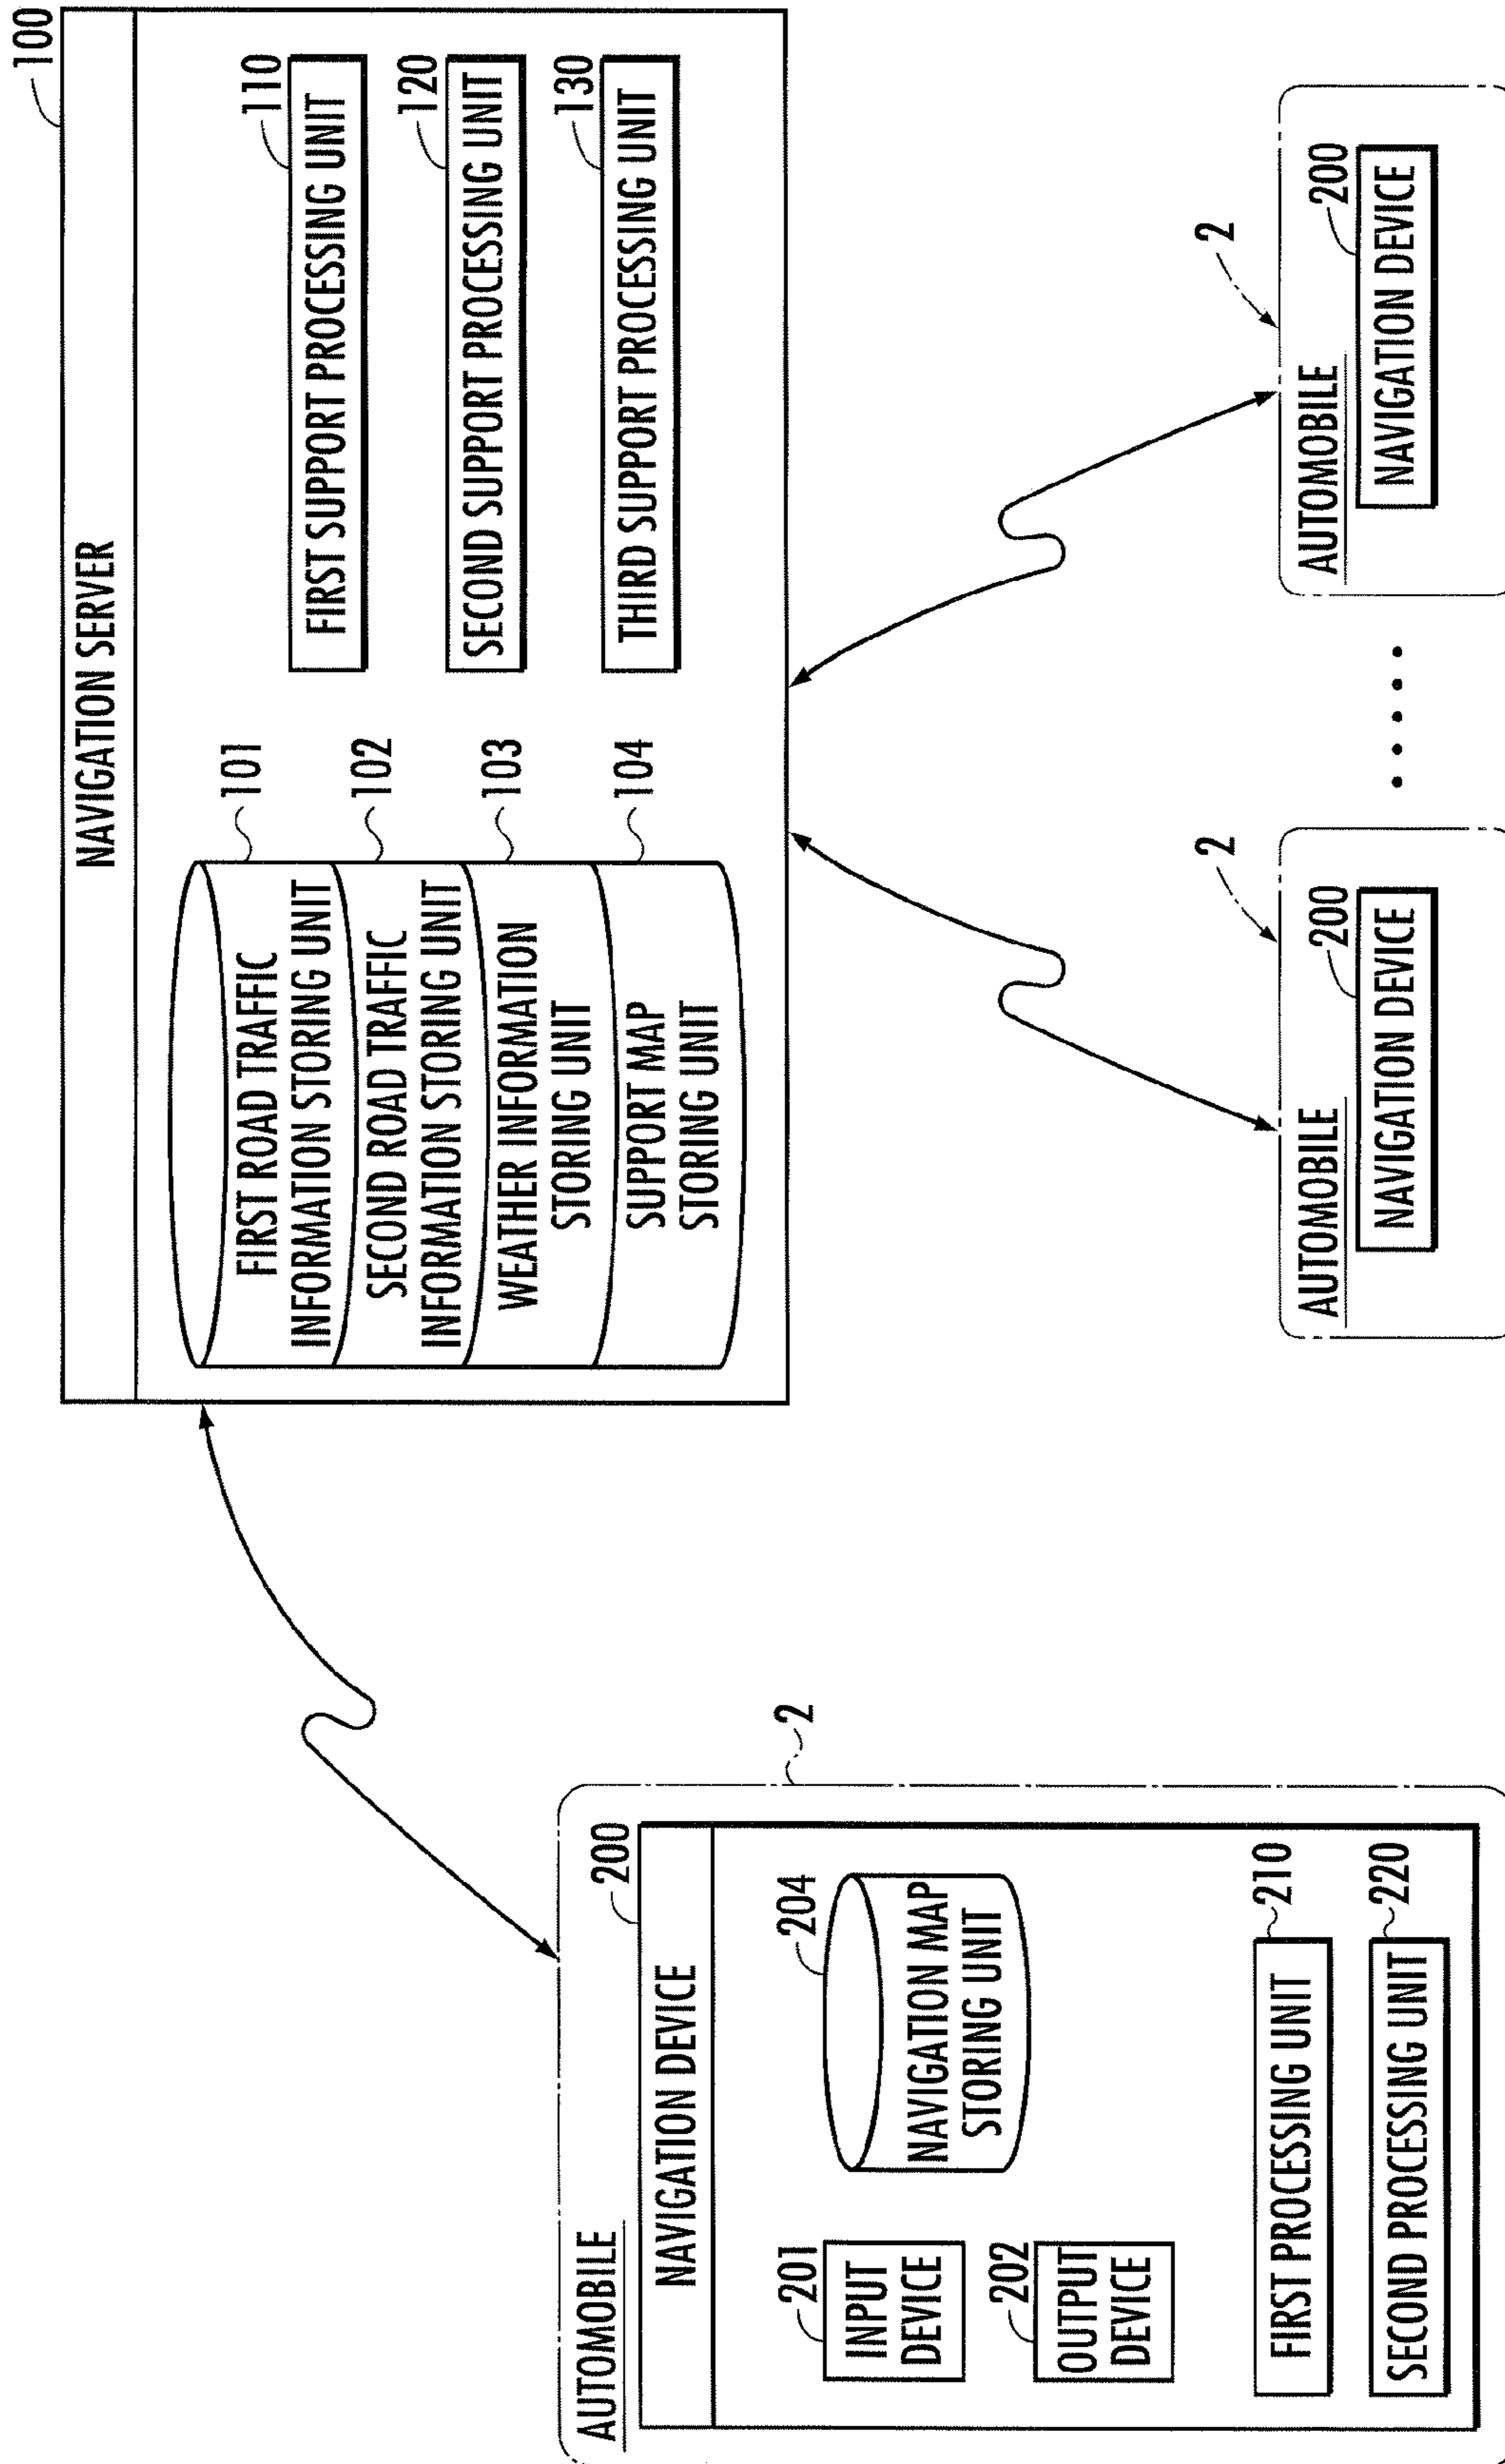 100
NAVIGATION SERVER
FIRST ROAD TRAFFIC
INFORMATION STORING UNIT
101
SECOND ROAD TRAFFIC
INFORMATION STORING UNIT
102
WEATHER INFORMATION
STORING UNIT
103
SUPPORT MAP
STORING UNIT
104
110
FIRST SUPPORT PROCESSING UNIT
120
SECOND SUPPORT PROCESSING UNIT
130
THIRD SUPPORT PROCESSING UNIT
2
AUTOMOBILE
200
NAVIGATION DEVICE
201
INPUT
DEVICE
202
OUTPUT
DEVICE
204
NAVIGATION MAP
STORING UNIT
FIRST PROCESSING UNIT
210
SECOND PROCESSING UNIT
220
2
AUTOMOBILE
200
NAVIGATION DEVICE
2
AUTOMOBILE
200
NAVIGATION DEVICE